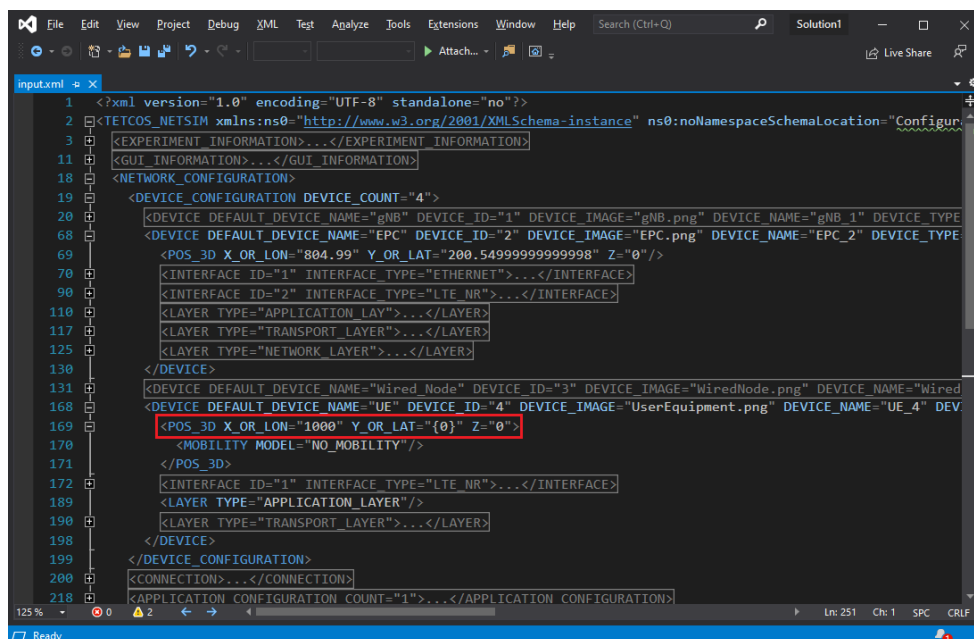 File Edit View Project Debug XML Test Analyze Tools Extensions Window Help Search (Ctrl+Q) Solution1
Attach... Live Share
input.xml
1 <?xml version="1.0" encoding="UTF-8" standalone="no"?>
2 <TETCOS_NETSIM xmlns:ns0="http://www.w3.org/2001/XMLSchema-instance" ns0:noNamespaceSchemaLocation="Configur
3 <EXPERIMENT_INFORMATION>...</EXPERIMENT_INFORMATION>
11 <GUI_INFORMATION>...</GUI_INFORMATION>
18 <NETWORK_CONFIGURATION>
19 <DEVICE_CONFIGURATION DEVICE_COUNT="4">
20 <DEVICE DEFAULT_DEVICE_NAME="gNB" DEVICE_ID="1" DEVICE_IMAGE="gNB.png" DEVICE_NAME="gNB_1" DEVICE_TYPE
68 <DEVICE DEFAULT_DEVICE_NAME="EPC" DEVICE_ID="2" DEVICE_IMAGE="EPC.png" DEVICE_NAME="EPC_2" DEVICE_TYPE
69 <POS_3D X_OR_LON="804.99" Y_OR_LAT="200.54999999999998" Z="0"/>
70 <INTERFACE ID="1" INTERFACE_TYPE="ETHERNET">...</INTERFACE>
90 <INTERFACE ID="2" INTERFACE_TYPE="LTE_NR">...</INTERFACE>
110 <LAYER TYPE="APPLICATION_LAY">...</LAYER>
117 <LAYER TYPE="TRANSPORT_LAYER">...</LAYER>
125 <LAYER TYPE="NETWORK_LAYER">...</LAYER>
130 </DEVICE>
131 <DEVICE DEFAULT_DEVICE_NAME="Wired_Node" DEVICE_ID="3" DEVICE_IMAGE="WiredNode.png" DEVICE_NAME="Wired
168 <DEVICE DEFAULT_DEVICE_NAME="UE" DEVICE_ID="4" DEVICE_IMAGE="UserEquipment.png" DEVICE_NAME="UE_4" DEV
169 <POS_3D X_OR_LON="1000" Y_OR_LAT="{0}" Z="0">
170 <MOBILITY MODEL="NO_MOBILITY"/>
171 </POS_3D>
172 <INTERFACE ID="1" INTERFACE_TYPE="LTE_NR">...</INTERFACE>
189 <LAYER TYPE="APPLICATION_LAYER"/>
190 <LAYER TYPE="TRANSPORT_LAYER">...</LAYER>
198 </DEVICE>
199 </DEVICE_CONFIGURATION>
200 <CONNECTION>...</CONNECTION>
218 <APPLICATION_CONFIGURATION COUNT="1">...</APPLICATION_CONFIGURATION>
125 % 0 2 Ln: 251 Ch: 1 SPC CRLF
Ready 1